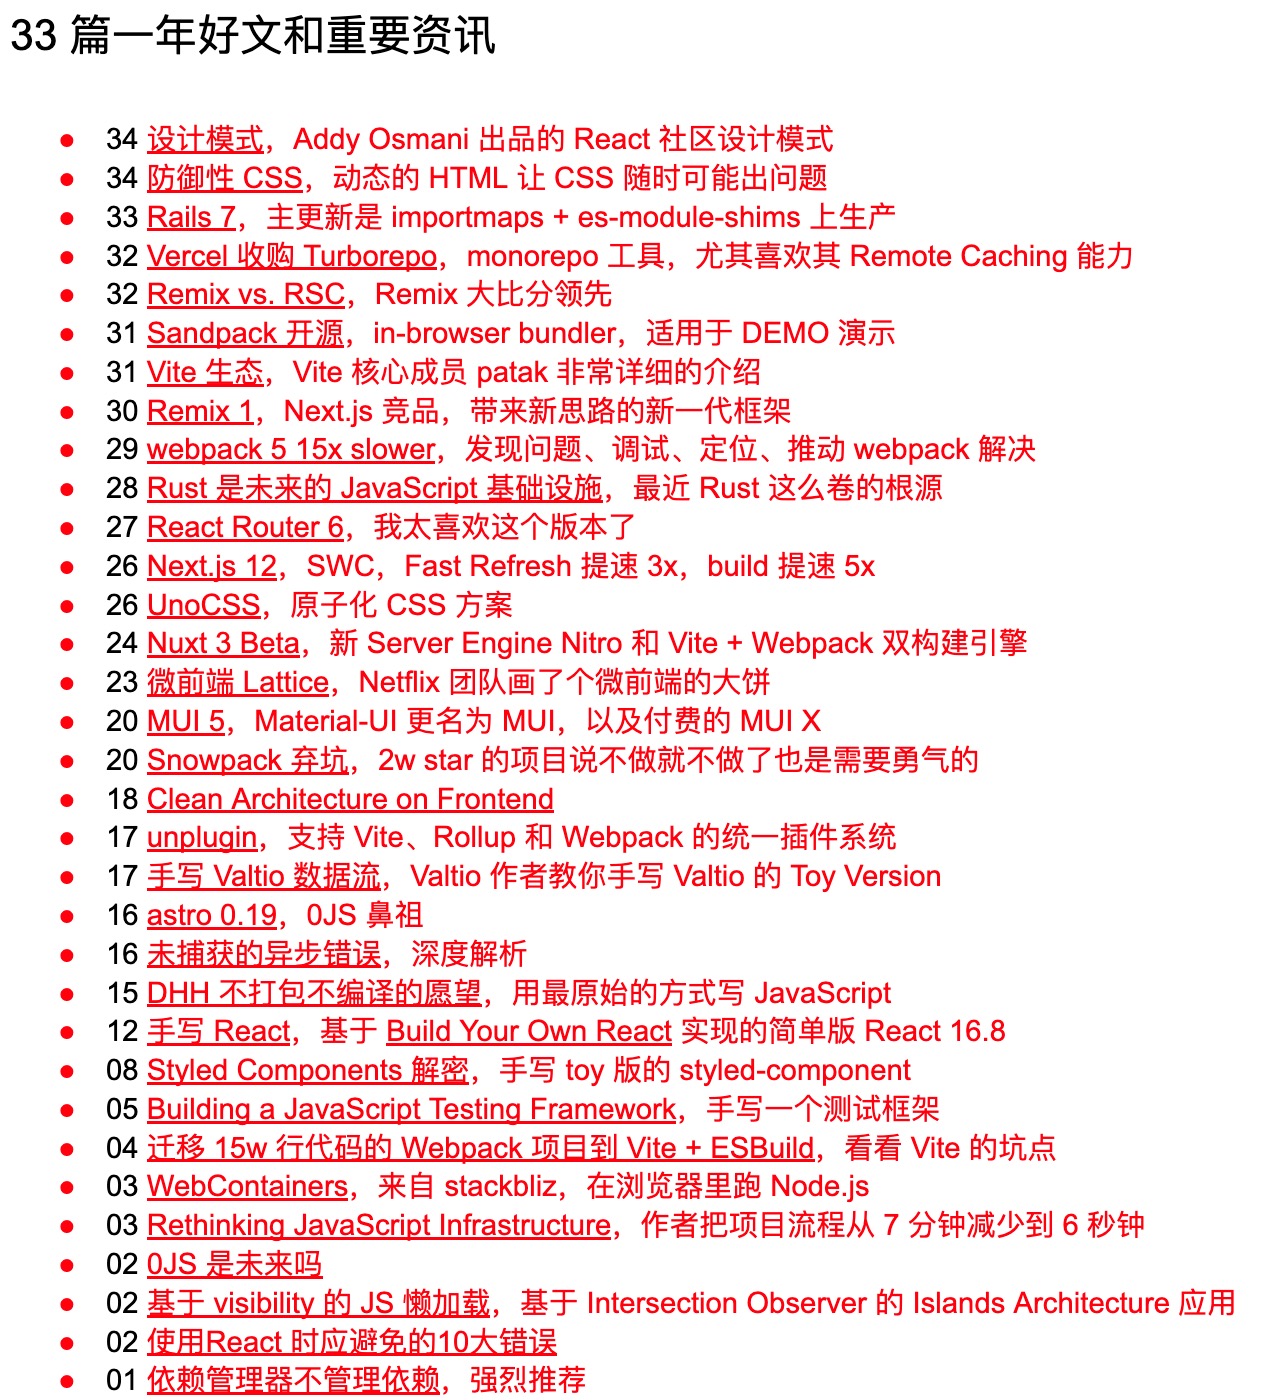 33 篇一年好文和重要资讯
● 34 设计模式，Addy Osmani 出品的 React 社区设计模式
● 34 防御性 CSS，动态的 HTML 让 CSS 随时可能出问题
● 33 Rails 7，主更新是 importmaps + es-module-shims 上生产
● 32 Vercel 收购 Turborepo，monorepo 工具，尤其喜欢其 Remote Caching 能力
● 32 Remix vs. RSC，Remix 大比分领先
● 31 Sandpack 开源，in-browser bundler，适用于 DEMO 演示
● 31 Vite 生态，Vite 核心成员 patak 非常详细的介绍
● 30 Remix 1，Next.js 竞品，带来新思路的新一代框架
● 29 webpack 5 15x slower，发现问题、调试、定位、推动 webpack 解决
● 28 Rust 是未来的 JavaScript 基础设施，最近 Rust 这么卷的根源
● 27 React Router 6，我太喜欢这个版本了
● 26 Next.js 12，SWC，Fast Refresh 提速 3x，build 提速 5x
● 26 UnoCSS，原子化 CSS 方案
● 24 Nuxt 3 Beta，新 Server Engine Nitro 和 Vite + Webpack 双构建引擎
● 23 微前端 Lattice，Netflix 团队画了个微前端的大饼
● 20 MUI 5，Material-UI 更名为 MUI，以及付费的 MUI X
● 20 Snowpack 弃坑，2w star 的项目说不做就不做了也是需要勇气的
● 18 Clean Architecture on Frontend
● 17 unplugin，支持 Vite、Rollup 和 Webpack 的统一插件系统
● 17 手写 Valtio 数据流，Valtio 作者教你手写 Valtio 的 Toy Version
● 16 astro 0.19，0JS 鼻祖
● 16 未捕获的异步错误，深度解析
● 15 DHH 不打包不编译的愿望，用最原始的方式写 JavaScript
● 12 手写 React，基于 Build Your Own React 实现的简单版 React 16.8
● 08 Styled Components 解密，手写 toy 版的 styled-component
● 05 Building a JavaScript Testing Framework，手写一个测试框架
● 04 迁移 15w 行代码的 Webpack 项目到 Vite + ESBuild，看看 Vite 的坑点
● 03 WebContainers，来自 stackbliz，在浏览器里跑 Node.js
● 03 Rethinking JavaScript Infrastructure，作者把项目流程从 7 分钟减少到 6 秒钟
● 02 0JS 是未来吗
● 02 基于 visibility 的 JS 懒加载，基于 Intersection Observer 的 Islands Architecture 应用
● 02 使用React 时应避免的10大错误
● 01 依赖管理器不管理依赖，强烈推荐